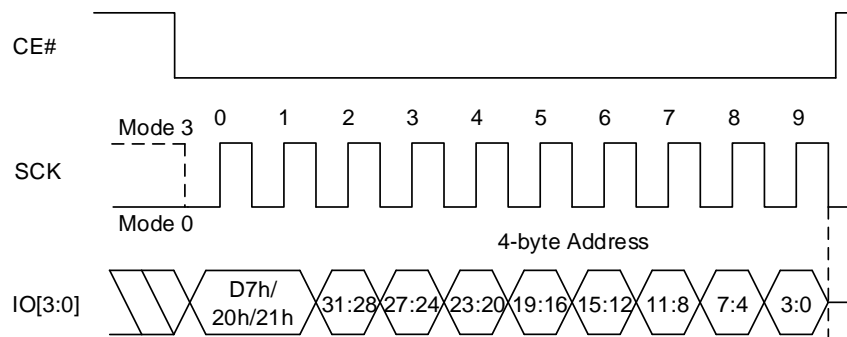 CE#
Mode 3
0 1 2 3 4 5 6 7 8 9
SCK
Mode 0
4-byte Address
IO[3:0]
D7h/
20h/21h
31:28 27:24 23:20 19:16 15:12 11:8 7:4 3:0